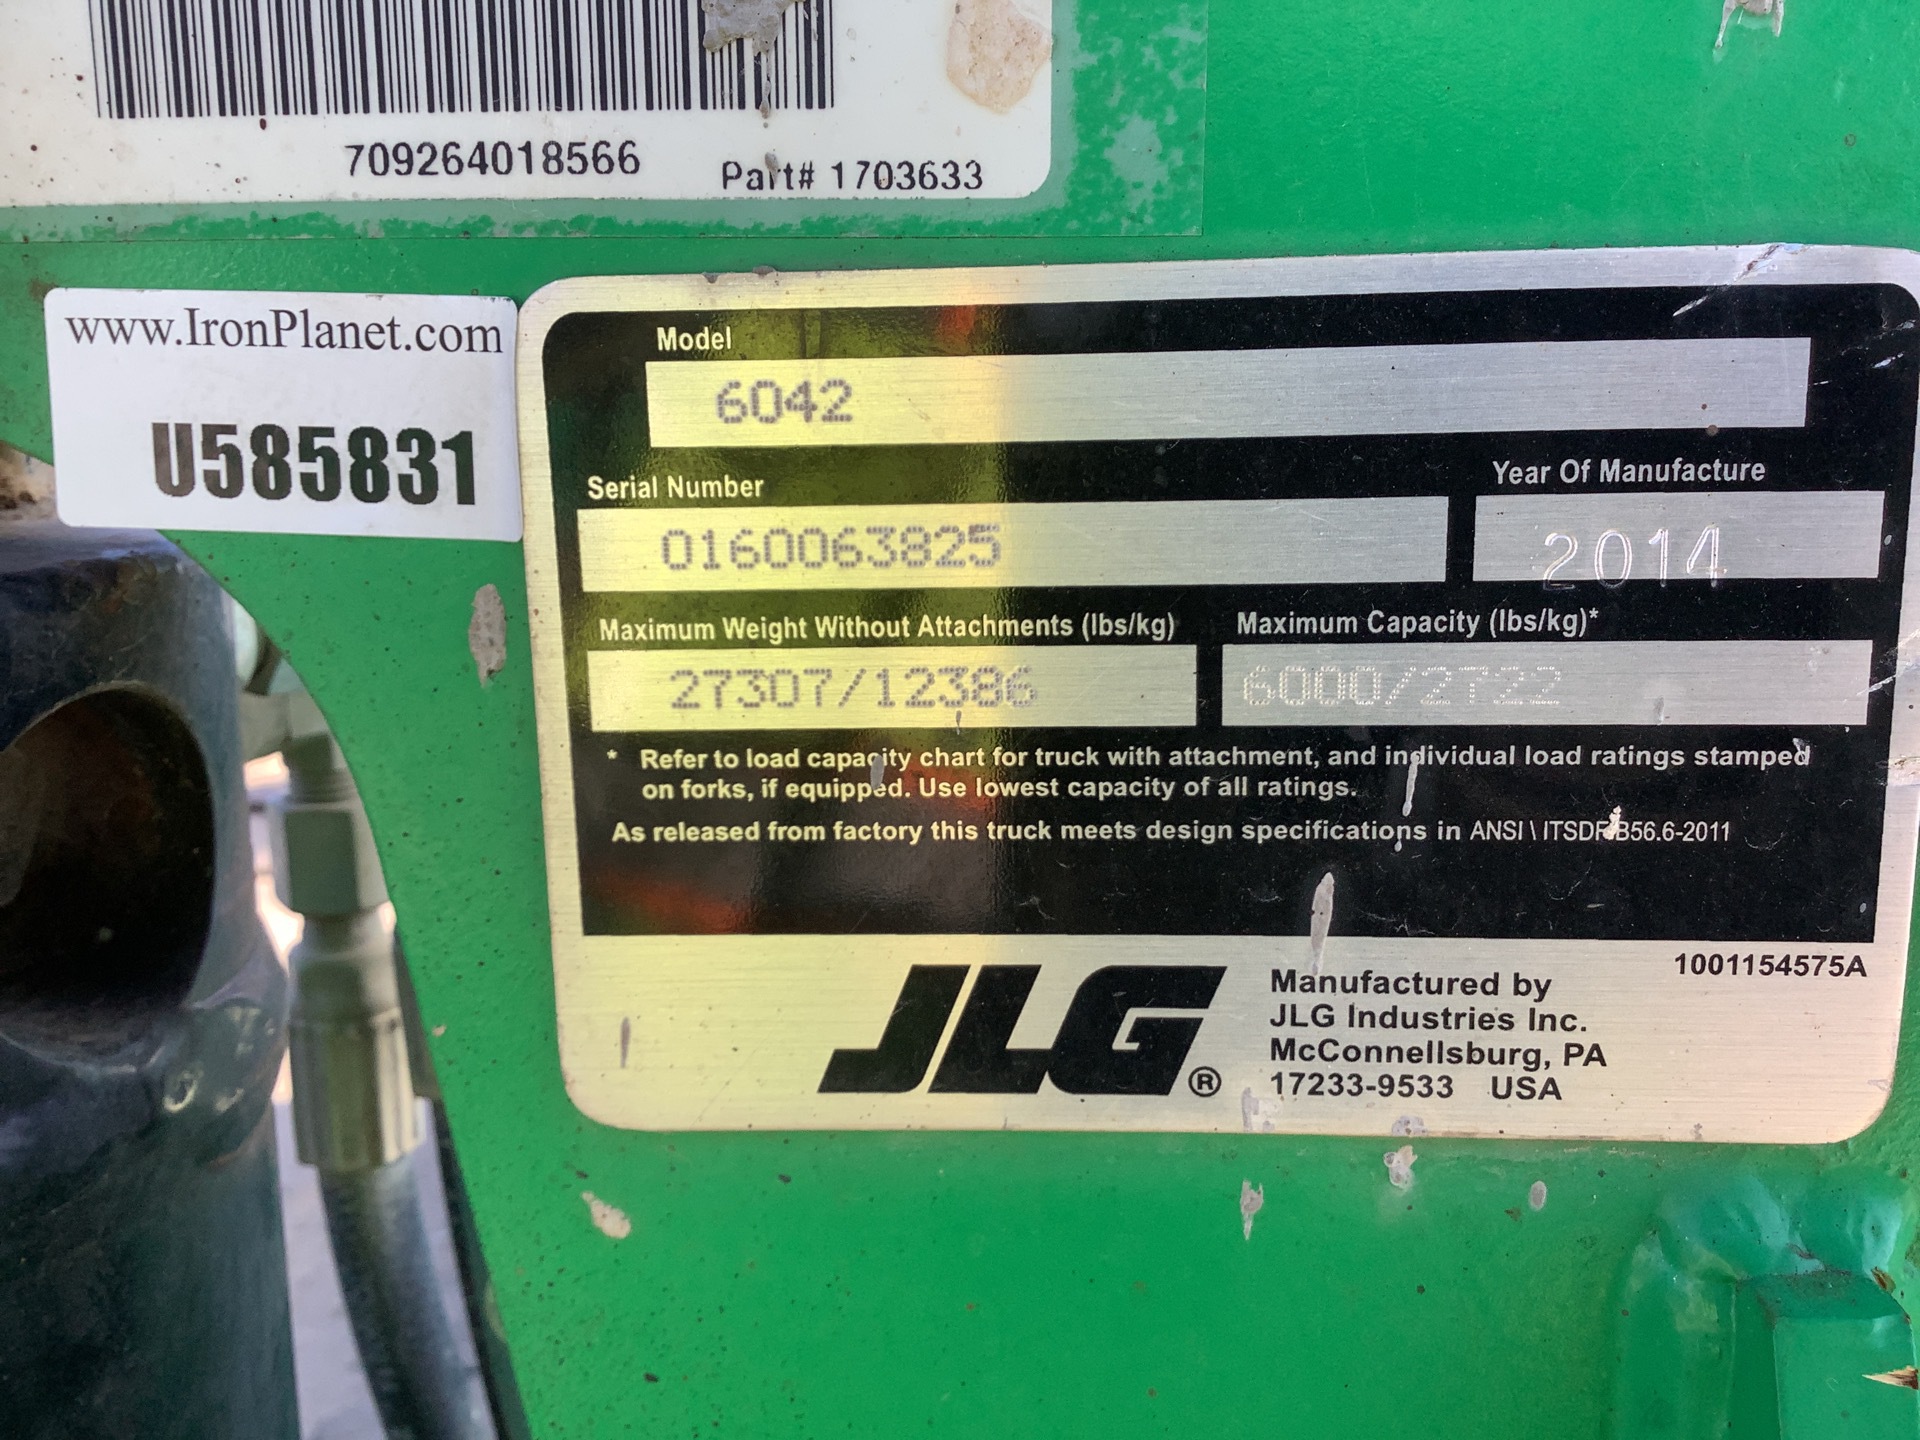 709264018566 Part# 1703633
www.IronPlanet.com
U585831
Model
6042
Serial Number
0160063825
Year Of Manufacture
2014
Maximum Weight Without Attachments (lbs/kg)
27307/12386
Maximum Capacity (lbs/kg)*
6000/2722
* Refer to load capacity chart for truck with attachment, and individual load ratings stamped
on forks, if equipped. Use lowest capacity of all ratings.
As released from factory this truck meets design specifications in ANSI \ ITSDF B56.6-2011
JLG®
Manufactured by
JLG Industries Inc.
McConnellsburg, PA
17233-9533 USA
1001154575A